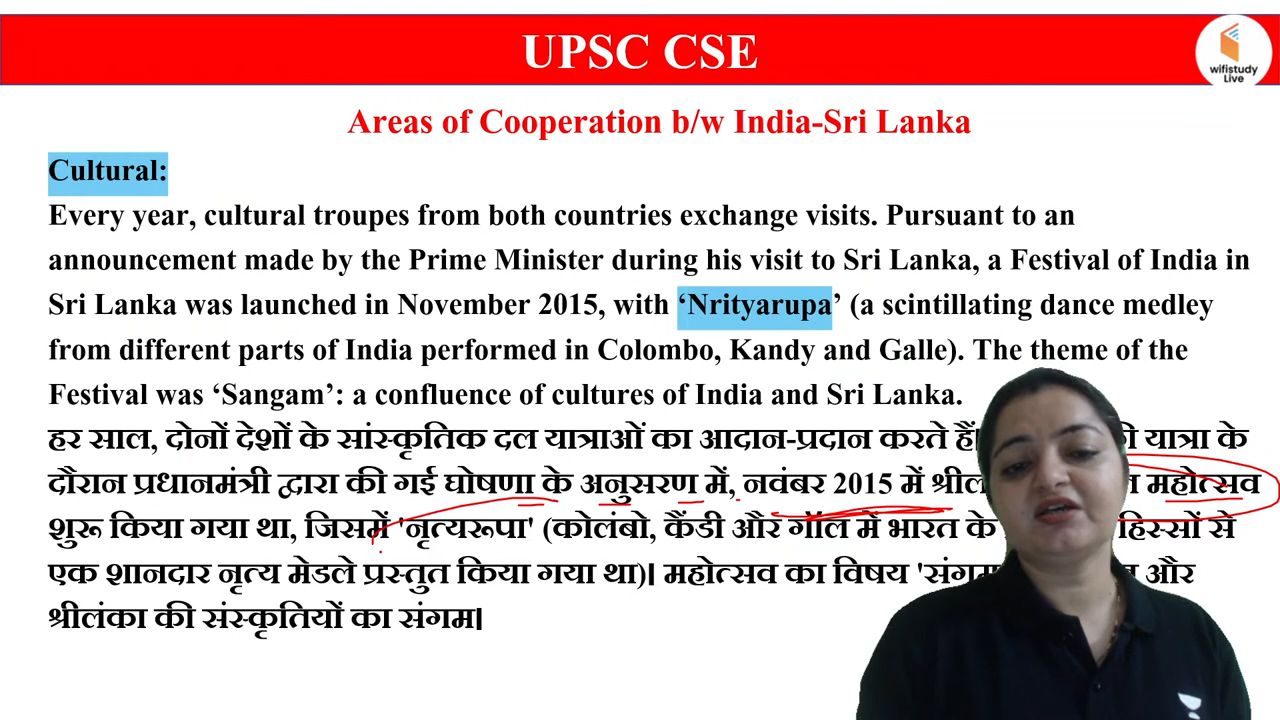 UPSC CSE
wifistudy
Live
Areas of Cooperation b/w India-Sri Lanka
Cultural:
Every year, cultural troupes from both countries exchange visits. Pursuant to an
announcement made by the Prime Minister during his visit to Sri Lanka, a Festival of India in
Sri Lanka was launched in November 2015, with ‘Nrityarupa’ (a scintillating dance medley
from different parts of India performed in Colombo, Kandy and Galle). The theme of the
Festival was ‘Sangam’: a confluence of cultures of India and Sri Lanka.
हर साल, दोनों देशों के सांस्कृतिक दल यात्राओं का आदान-प्रदान करते हैं। यात्रा के
दौरान प्रधानमंत्री द्वारा की गई घोषणा के अनुसरण में, नवंबर 2015 में महोत्सव
शुरू किया गया था, जिसमें 'नृत्यरूपा' (कोलंबो, कैंडी और गॉल में भारत के हिस्सों से
एक शानदार नृत्य मेडले प्रस्तुत किया गया था)। महोत्सव का विषय और
श्रीलंका की संस्कृतियों का संगम।